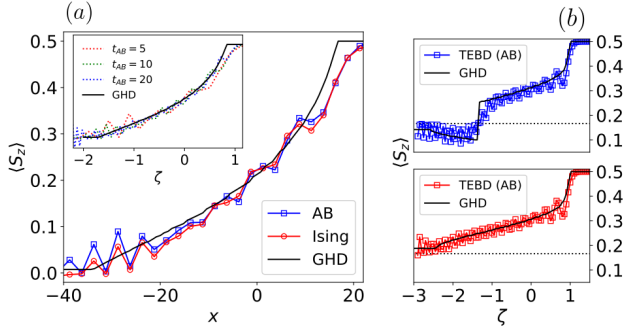 (a)
(b)
⟨S_z⟩
0.5
0.4
0.3
0.2
0.1
0.0
t_AB = 5
t_AB = 10
t_AB = 20
GHD
−2 −1 0 1
ζ
AB
Ising
GHD
−40 −20 0 20
x
TEBD (AB)
GHD
0.5
0.4
0.3
0.2
0.1
⟨S_z⟩
TEBD (AB)
GHD
0.5
0.4
0.3
0.2
0.1
−3 −2 −1 0 1
ζ